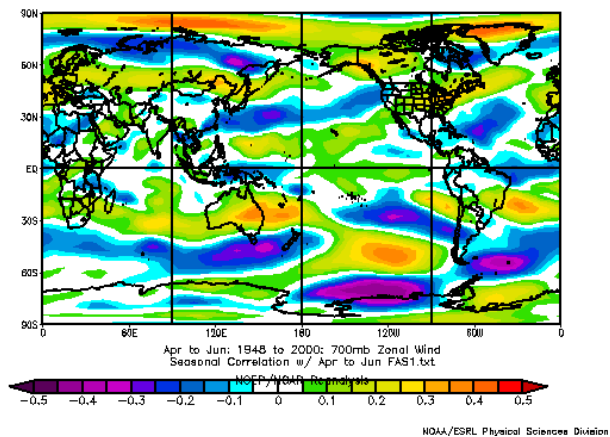 90N
60N
30N
EQ
30S
60S
90S
0 60E 120E 180 120W 60W 0
Apr to Jun: 1948 to 2000: 700mb Zonal Wind
Seasonal Correlation w/ Apr to Jun FAS1.txt
NCEP/NCAR Reanalysis
-0.5 -0.4 -0.3 -0.2 -0.1 0 0.1 0.2 0.3 0.4 0.5
NOAA/ESRL Physical Sciences Division